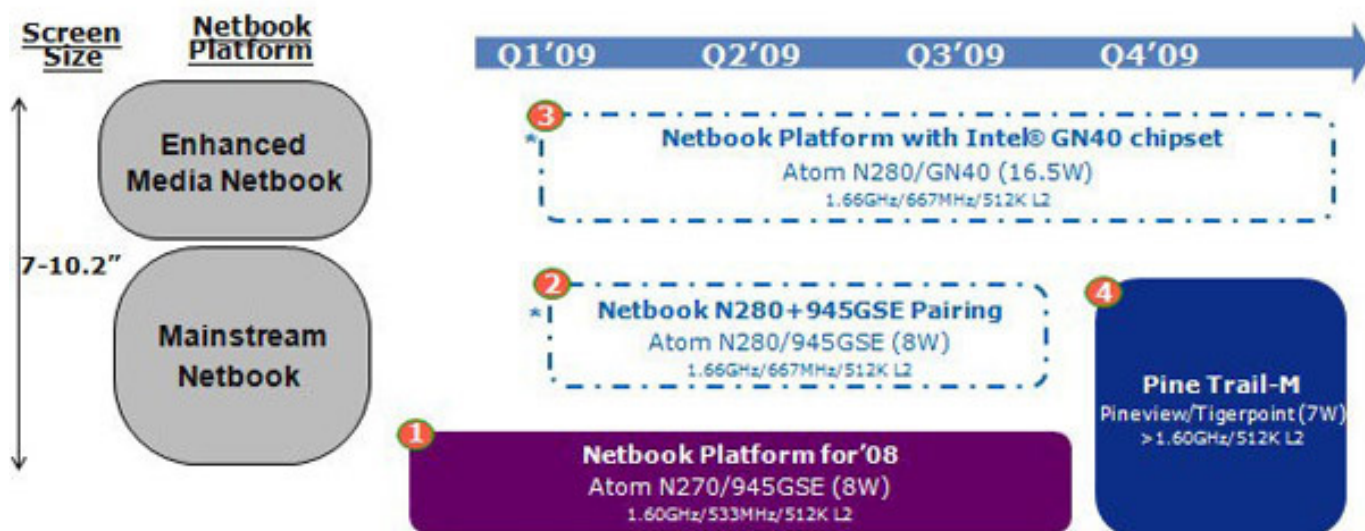 Screen
Size
Netbook
Platform
Q1'09 Q2'09 Q3'09 Q4'09
Enhanced
Media Netbook
7-10.2”
Mainstream
Netbook
3
*
Netbook Platform with Intel® GN40 chipset
Atom N280/GN40 (16.5W)
1.66GHz/667MHz/512K L2
2
*
Netbook N280+945GSE Pairing
Atom N280/945GSE (8W)
1.66GHz/667MHz/512K L2
4
Pine Trail-M
Pineview/Tigerpoint (7W)
>1.60GHz/512K L2
1
Netbook Platform for'08
Atom N270/945GSE (8W)
1.60GHz/533MHz/512K L2